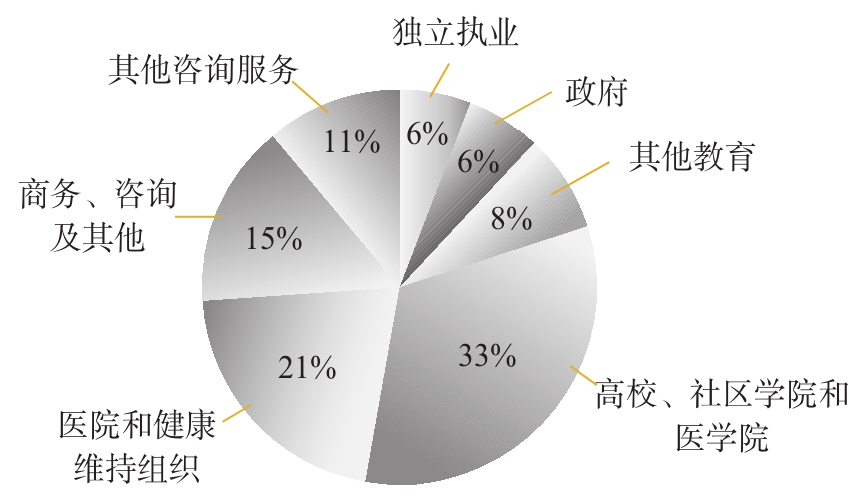 独立执业
其他咨询服务
政府
11%
6%
6%
其他教育
8%
商务、咨询
及其他
15%
33%
21%
高校、社区学院和
医学院
医院和健康
维持组织